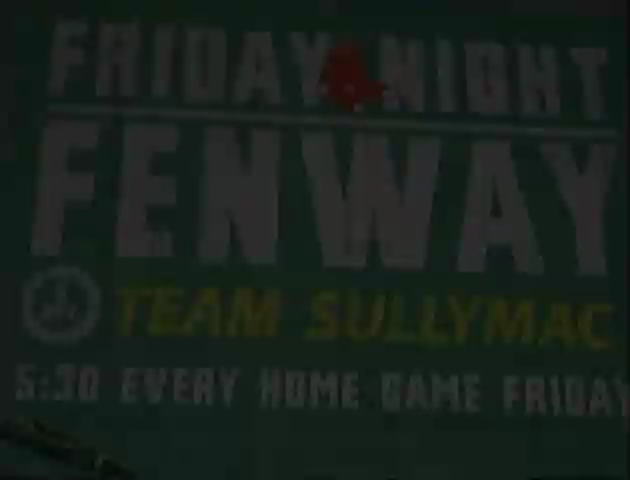 FRIDAY NIGHT
FENWAY
TEAM SULLYMAC
5:30 EVERY HOME GAME FRIDAY